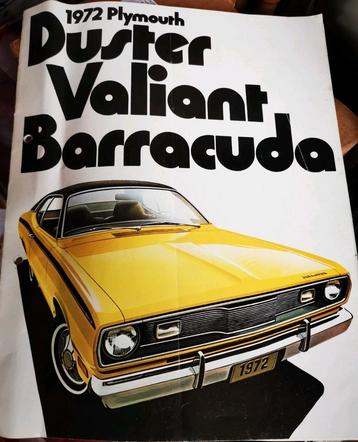 1972 Plymouth
Duster
Valiant
Barracuda
1972